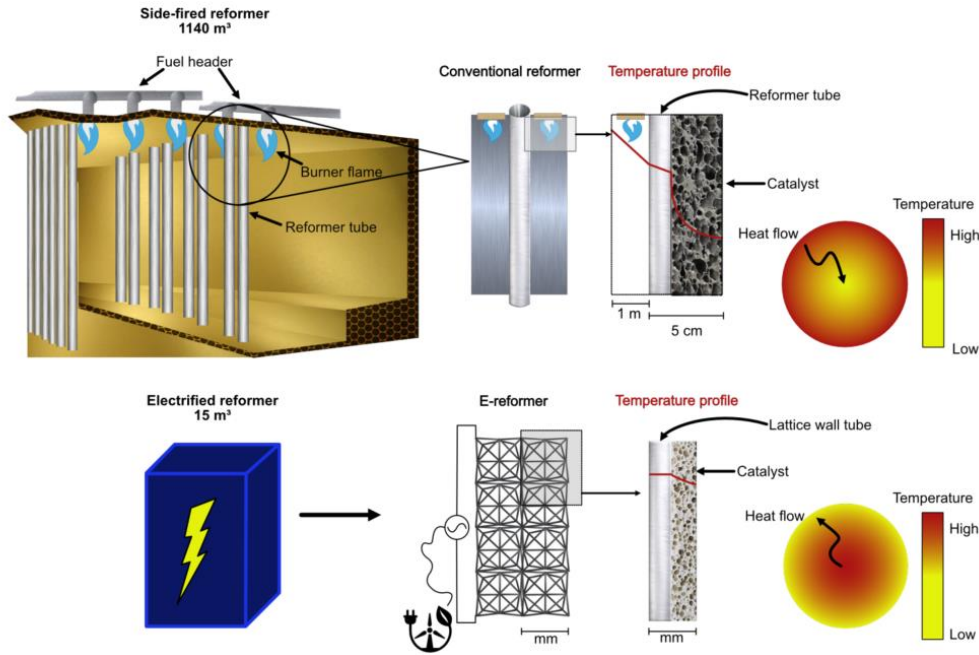 Side-fired reformer
1140 m³
Fuel header
Burner flame
Reformer tube
Conventional reformer
Temperature profile
Reformer tube
Catalyst
1 m
5 cm
Heat flow
Temperature
High
Low
Electrified reformer
15 m³
E-reformer
mm
Temperature profile
Lattice wall tube
Catalyst
mm
Heat flow
Temperature
High
Low